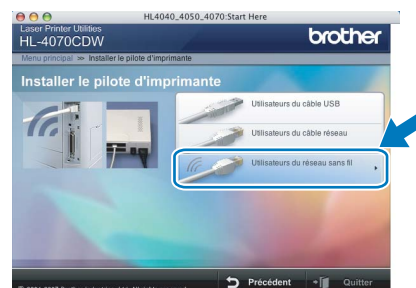 HL4040_4050_4070:Start Here
Laser Printer Utilities
HL-4070CDW
brother
Menu principal >> Installer le pilote d'imprimante
Installer le pilote d'imprimante
Utilisateurs du câble USB
Utilisateurs du câble réseau
Utilisateurs du réseau sans fil
Précédent
Quitter